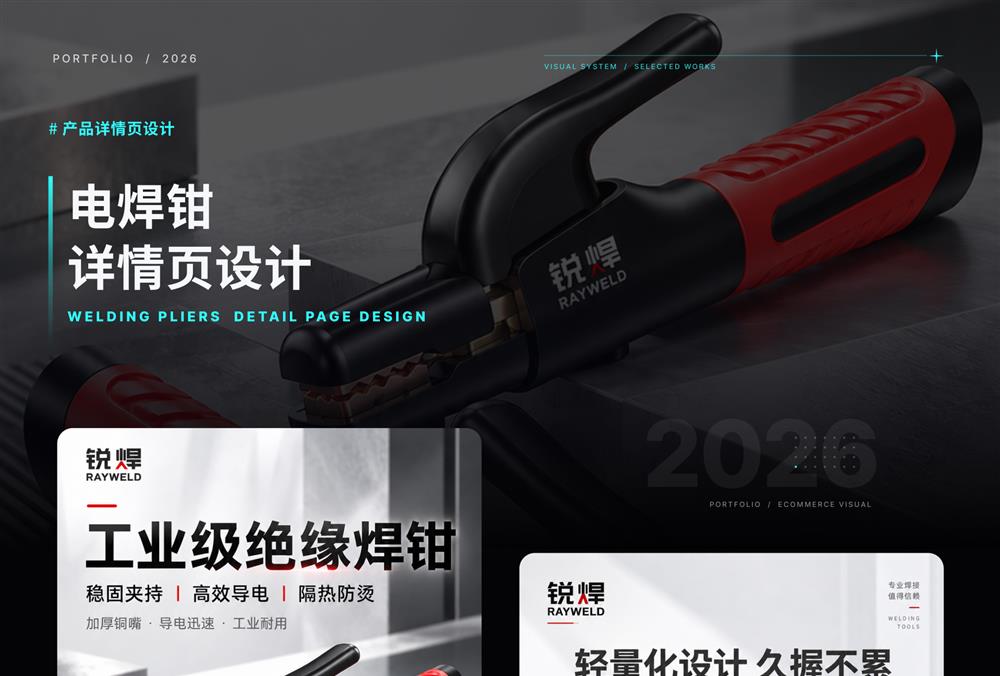 PORTFOLIO / 2026
VISUAL SYSTEM / SELECTED WORKS
# 产品详情页设计
电焊钳
详情页设计
WELDING PLIERS DETAIL PAGE DESIGN
锐焊
RAYWELD
2026
PORTFOLIO / ECOMMERCE VISUAL
锐焊
RAYWELD
工业级绝缘焊钳
稳固夹持 | 高效导电 | 隔热防烫
加厚铜嘴 · 导电迅速 · 工业耐用
锐焊
RAYWELD
专业焊接
值得信赖
WELDING
TOOLS
轻量化设计 久握不累